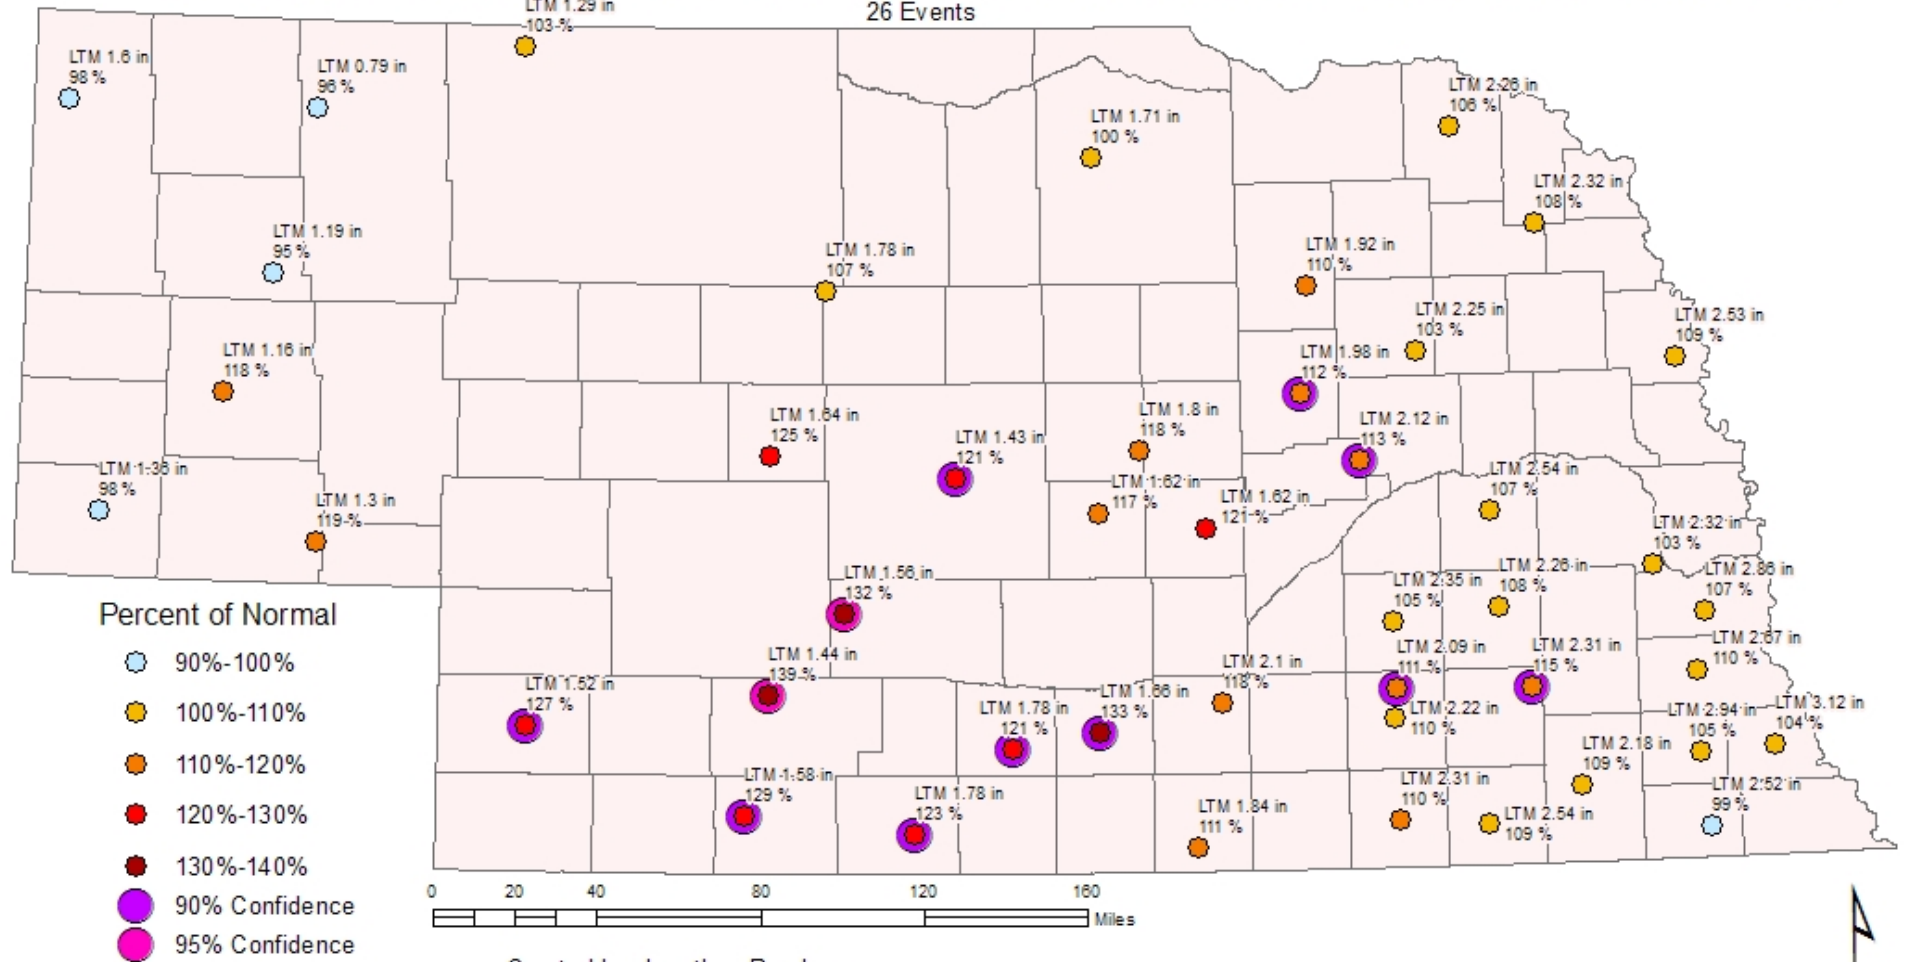 26 Events
LTM 1.29 in
103 %
LTM 1.6 in
98 %
LTM 0.79 in
96 %
LTM 2.26 in
106 %
LTM 1.71 in
100 %
LTM 2.32 in
108 %
LTM 1.19 in
95 %
LTM 1.78 in
107 %
LTM 1.92 in
110 %
LTM 2.25 in
103 %
LTM 2.53 in
109 %
LTM 1.16 in
118 %
LTM 1.98 in
112 %
LTM 1.64 in
125 %
LTM 1.8 in
118 %
LTM 2.12 in
113 %
LTM 1.43 in
121 %
LTM 1.36 in
98 %
LTM 2.54 in
107 %
LTM 1.62 in
117 %
LTM 1.3 in
119 %
LTM 1.62 in
121 %
LTM 2.32 in
103 %
LTM 1.56 in
132 %
LTM 2.26 in
108 %
LTM 2.86 in
107 %
LTM 2.35 in
105 %
LTM 1.44 in
139 %
LTM 2.09 in
111 %
LTM 2.31 in
115 %
LTM 2.67 in
110 %
LTM 1.52 in
127 %
LTM 2.1 in
118 %
LTM 1.66 in
133 %
LTM 1.78 in
121 %
LTM 2.22 in
110 %
LTM 2.94 in
105 %
LTM 3.12 in
104 %
LTM 2.18 in
109 %
LTM 1.58 in
129 %
LTM 1.78 in
123 %
LTM 1.84 in
111 %
LTM 2.31 in
110 %
LTM 2.54 in
109 %
LTM 2.52 in
99 %
Percent of Normal
90%-100%
100%-110%
110%-120%
120%-130%
130%-140%
90% Confidence
95% Confidence
0 20 40 80 120 160
Miles